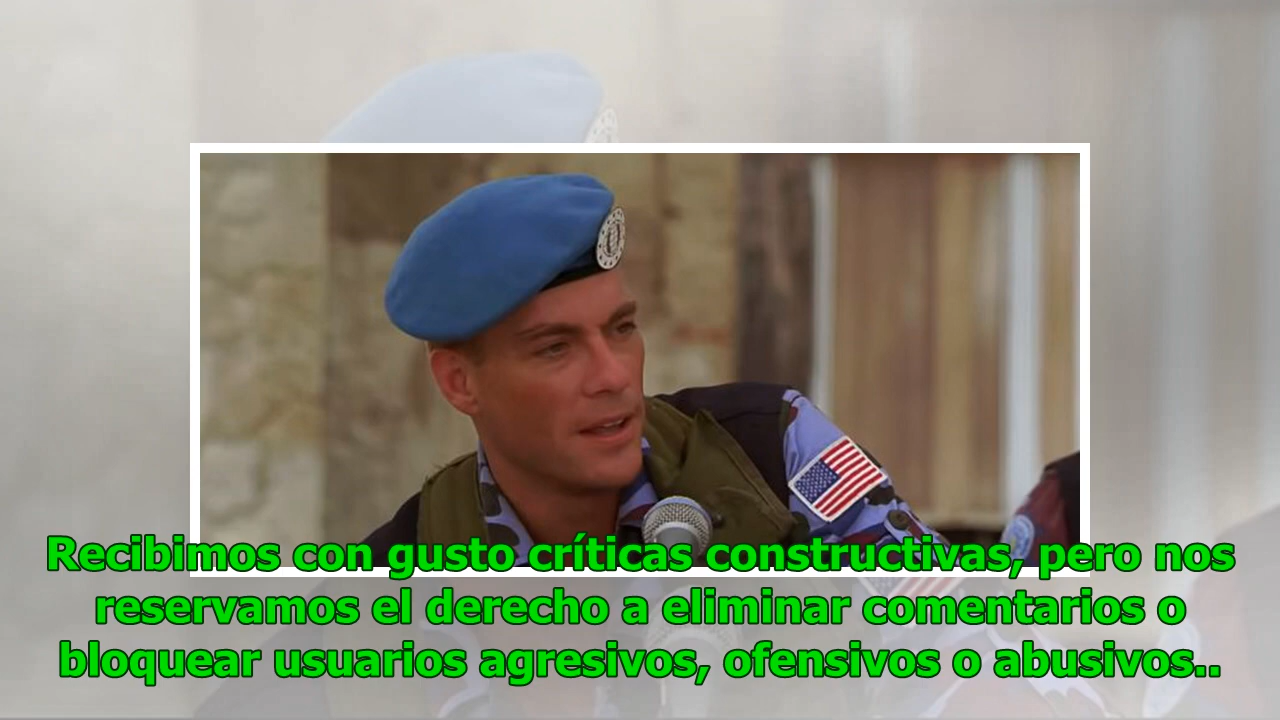 Recibimos con gusto críticas constructivas, pero nos
reservamos el derecho a eliminar comentarios o
bloquear usuarios agresivos, ofensivos o abusivos..